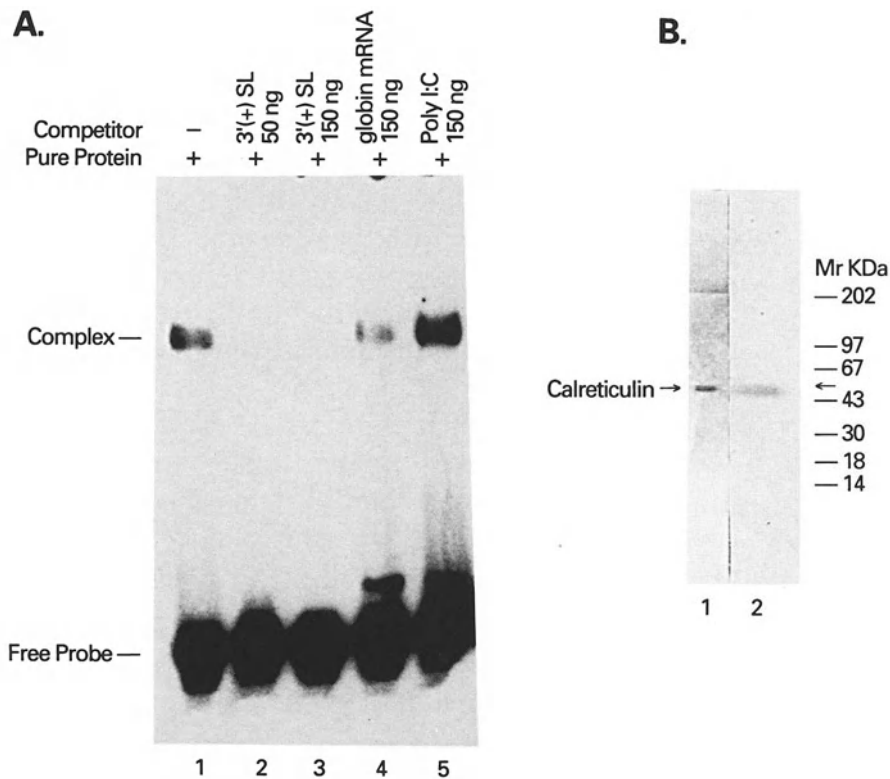 A.
Competitor
–
3'(+) SL
50 ng
3'(+) SL
150 ng
globin mRNA
150 ng
Poly I:C
150 ng
Pure Protein + + + + +
Complex —
Free Probe —
1 2 3 4 5
B.
Mr KDa
— 202
— 97
— 67
Calreticulin → ←
— 43
— 30
— 18
— 14
1 2